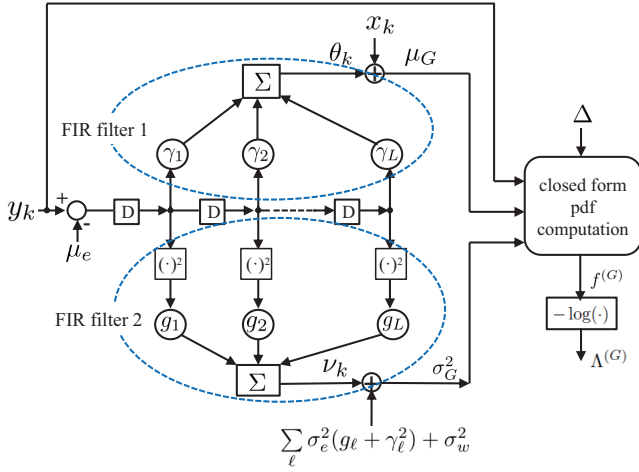 x_k
θ_k
μ_G
Σ
FIR filter 1
γ_1
γ_2
γ_L
Δ
closed form
pdf
computation
y_k
+
-
D
D
D
μ_e
(·)²
(·)²
(·)²
f^(G)
FIR filter 2
g_1
g_2
g_L
− log(·)
Σ
ν_k
σ_G^2
Λ^(G)
∑_ℓ σ_e^2(g_ℓ + γ_ℓ^2) + σ_w^2